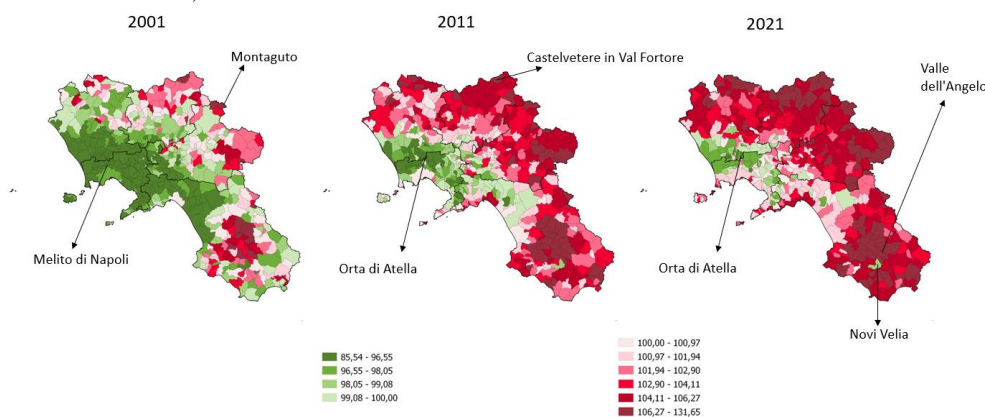 2001
2011
2021
Montaguto
Castelvetere in Val Fortore
Valle
dell'Angelo
Melito di Napoli
Orta di Atella
Orta di Atella
Novi Velia
85,54 - 96,55
96,55 - 98,05
98,05 - 99,08
99,08 - 100,00
100,00 - 100,97
100,97 - 101,94
101,94 - 102,90
102,90 - 104,11
104,11 - 106,27
106,27 - 131,65